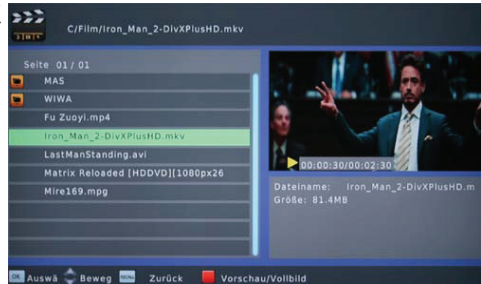 C/Film/Iron_Man_2-DivXPlusHD.mkv
Seite 01/01
MAS
WIWA
Fu Zuoyi.mp4
Iron_Man_2-DivXPlusHD.mkv
LastManStanding.avi
Matrix Reloaded [HDDVD][1080px26
Mire169.mpg
00:00:30/00:02:30
Dateiname: Iron_Man_2-DivXPlusHD.m
Größe: 81.4MB
OK Auswä Beweg RECALL Zurück Vorschau/Vollbild